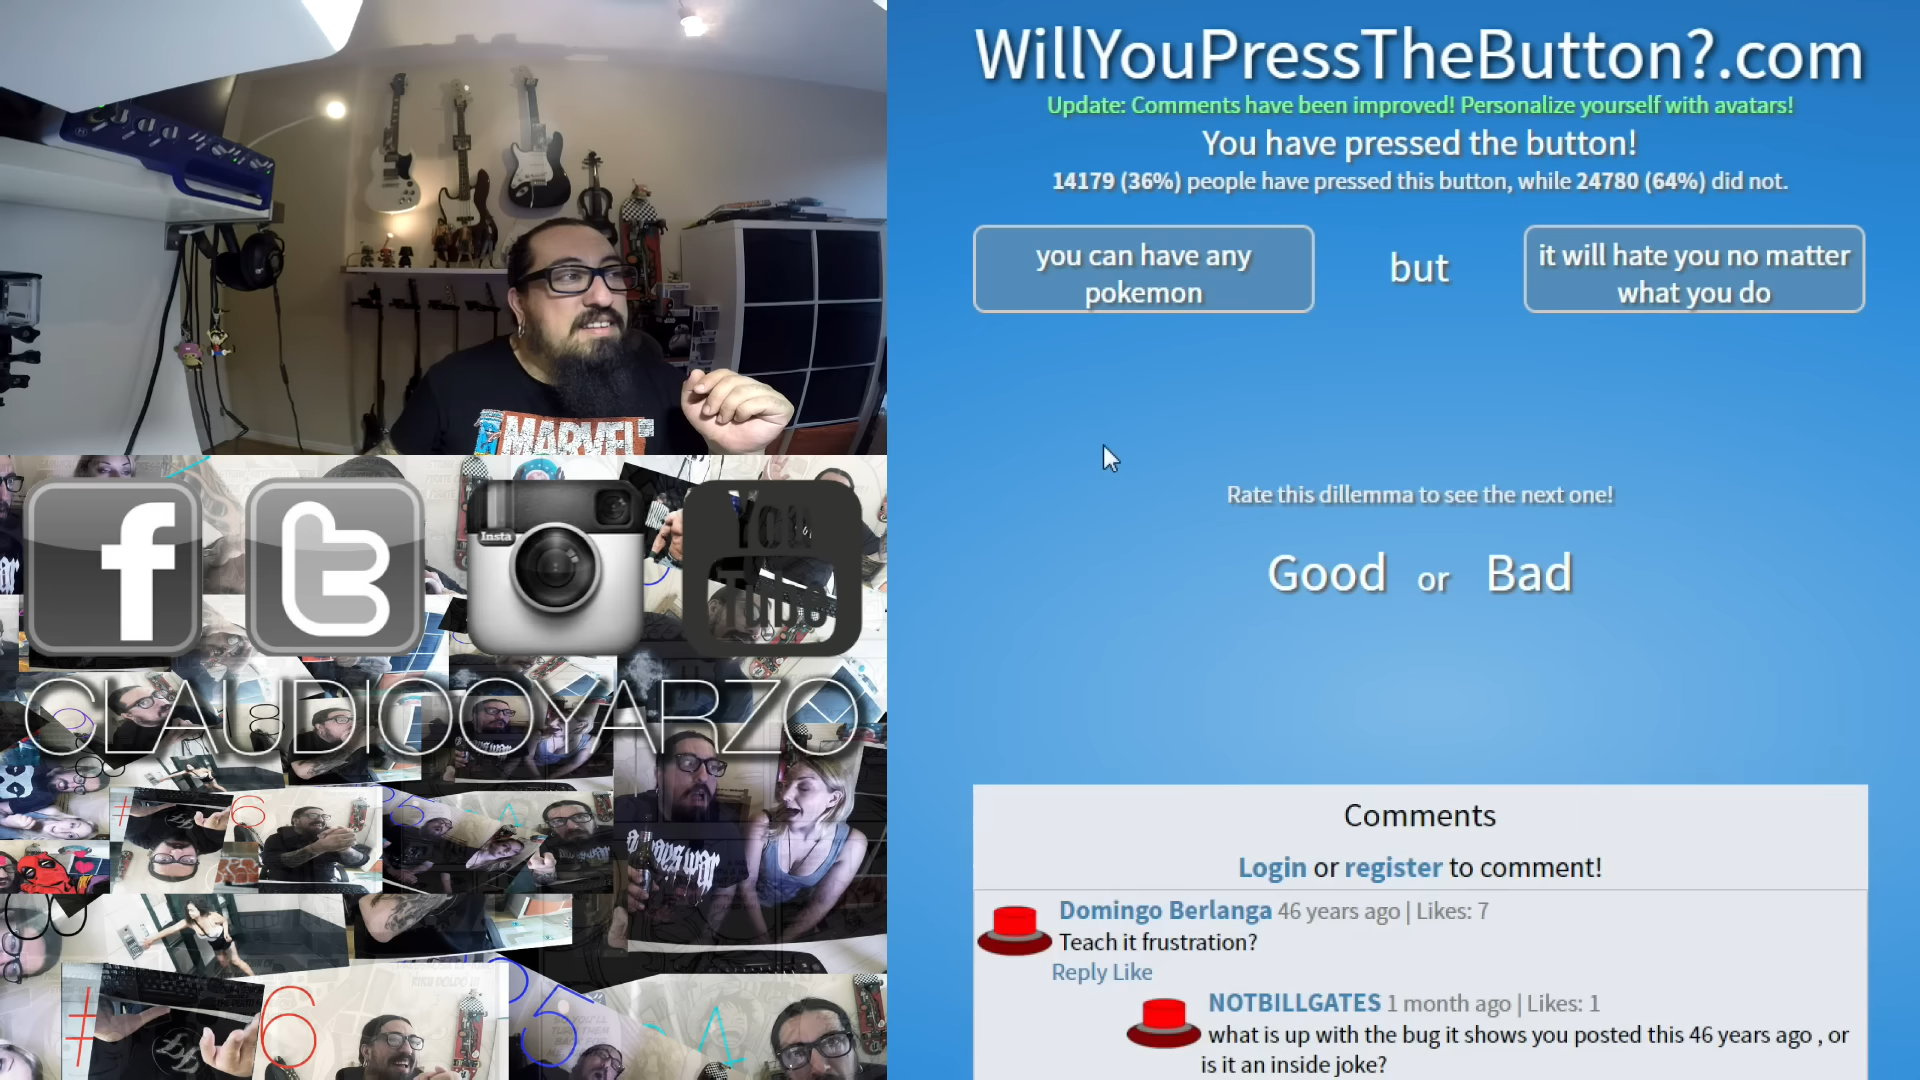 MARVEL
f
t
Insta
You
Tube
CLAUDIOOYARZO
# 6
# 6
5
WillYouPressTheButton?.com
Update: Comments have been improved! Personalize yourself with avatars!
You have pressed the button!
14179 (36%) people have pressed this button, while 24780 (64%) did not.
you can have any
pokemon
but
it will hate you no matter
what you do
Rate this dillemma to see the next one!
Good or Bad
Comments
Login or register to comment!
Domingo Berlanga 46 years ago | Likes: 7
Teach it frustration?
Reply Like
NOTBILLGATES 1 month ago | Likes: 1
what is up with the bug it shows you posted this 46 years ago , or
is it an inside joke?